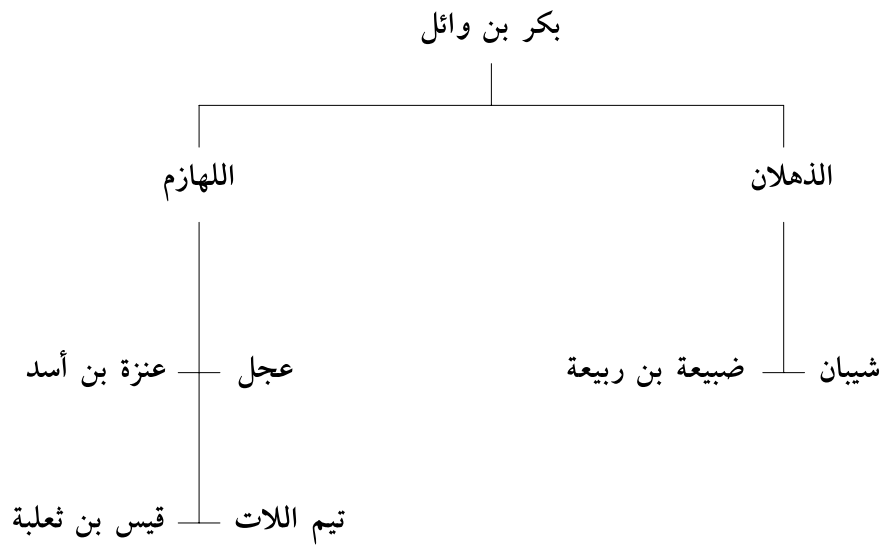 بكر بن وائل
الذهلان
اللهازم
شيبان
ضبيعة بن ربيعة
عجل
عنزة بن أسد
تيم اللات
قيس بن ثعلبة